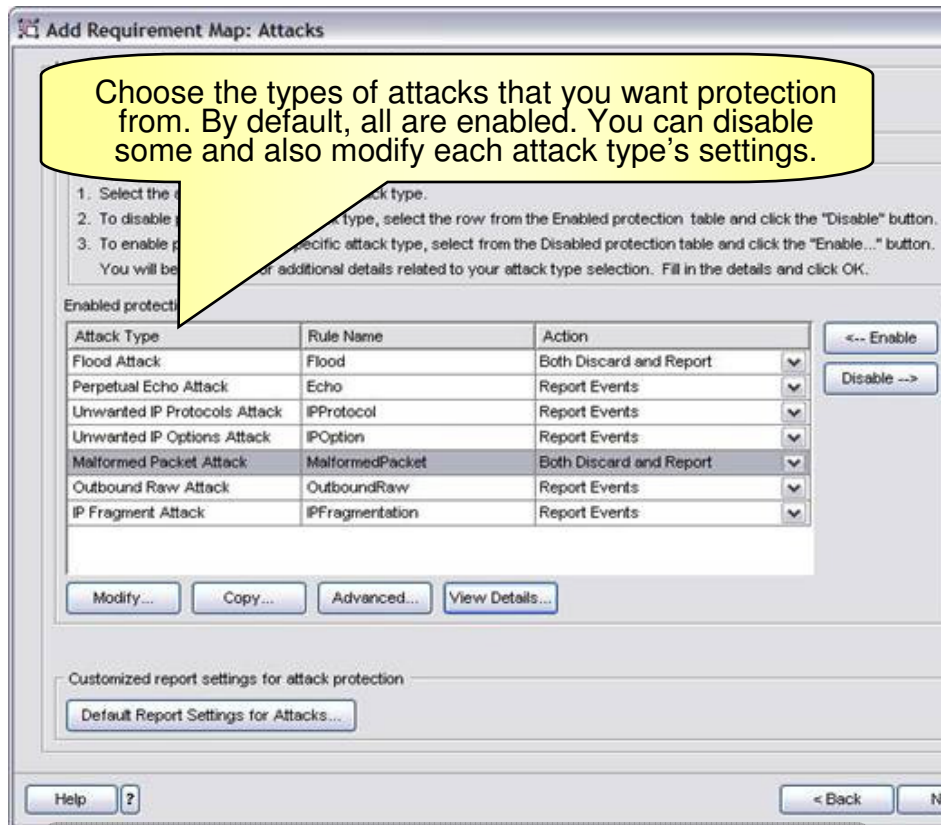 Add Requirement Map: Attacks
Choose the types of attacks that you want protection
from. By default, all are enabled. You can disable
some and also modify each attack type's settings.
1. Select the
type.
2. To disable
type, select the row from the Enabled protection table and click the "Disable" button.
3. To enable
specific attack type, select from the Disabled protection table and click the "Enable..." button.
You will be
additional details related to your attack type selection. Fill in the details and click OK.
Enabled
Attack Type Rule Name Action
Flood Attack Flood Both Discard and Report
Perpetual Echo Attack Echo Report Events
Unwanted IP Protocols Attack IPProtocol Report Events
Unwanted IP Options Attack IPOption Report Events
Malformed Packet Attack MalformedPacket Both Discard and Report
Outbound Raw Attack OutboundRaw Report Events
IP Fragment Attack IPFragmentation Report Events
<-- Enable
Disable -->
Modify... Copy... Advanced... View Details...
Customized report settings for attack protection
Default Report Settings for Attacks...
Help ? < Back